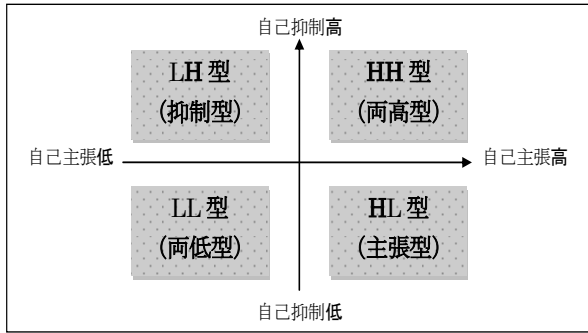 自己抑制高
LH 型
(抑制型)
HH 型
(両高型)
自己主張低
自己主張高
LL 型
(両低型)
HL 型
(主張型)
自己抑制低